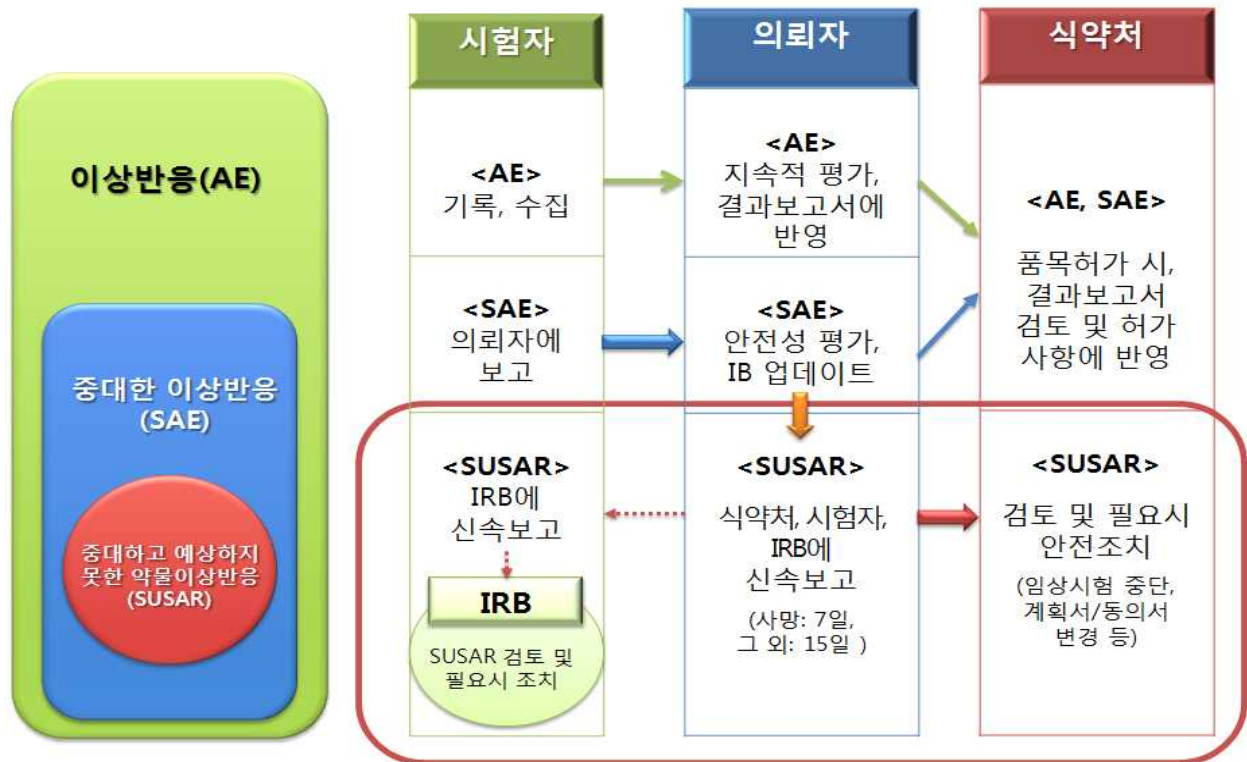 이상반응(AE)
중대한 이상반응
(SAE)
중대하고 예상하지
못한 약물이상반응
(SUSAR)
시험자
<AE>
기록, 수집
<SAE>
의뢰자에
보고
<SUSAR>
IRB에
신속보고
IRB
SUSAR 검토 및
필요시 조치
의뢰자
<AE>
지속적 평가,
결과보고서에
반영
<SAE>
안전성 평가,
IB 업데이트
<SUSAR>
식약처, 시험자,
IRB에
신속보고
(사망: 7일,
그 외: 15일 )
식약처
<AE, SAE>
품목허가 시,
결과보고서
검토 및 허가
사항에 반영
<SUSAR>
검토 및 필요시
안전조치
(임상시험 중단,
계획서/동의서
변경 등)